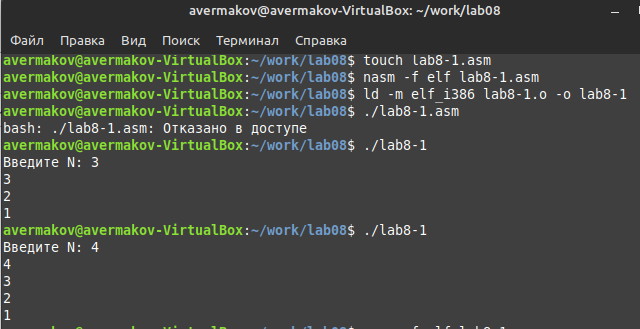 avermakov@avermakov-VirtualBox: ~/work/lab08
Файл Правка Вид Поиск Терминал Справка
avermakov@avermakov-VirtualBox:~/work/lab08$ touch lab8-1.asm
avermakov@avermakov-VirtualBox:~/work/lab08$ nasm -f elf lab8-1.asm
avermakov@avermakov-VirtualBox:~/work/lab08$ ld -m elf_i386 lab8-1.o -o lab8-1
avermakov@avermakov-VirtualBox:~/work/lab08$ ./lab8-1.asm
bash: ./lab8-1.asm: Отказано в доступе
avermakov@avermakov-VirtualBox:~/work/lab08$ ./lab8-1
Введите N: 3
3
2
1
avermakov@avermakov-VirtualBox:~/work/lab08$ ./lab8-1
Введите N: 4
4
3
2
1